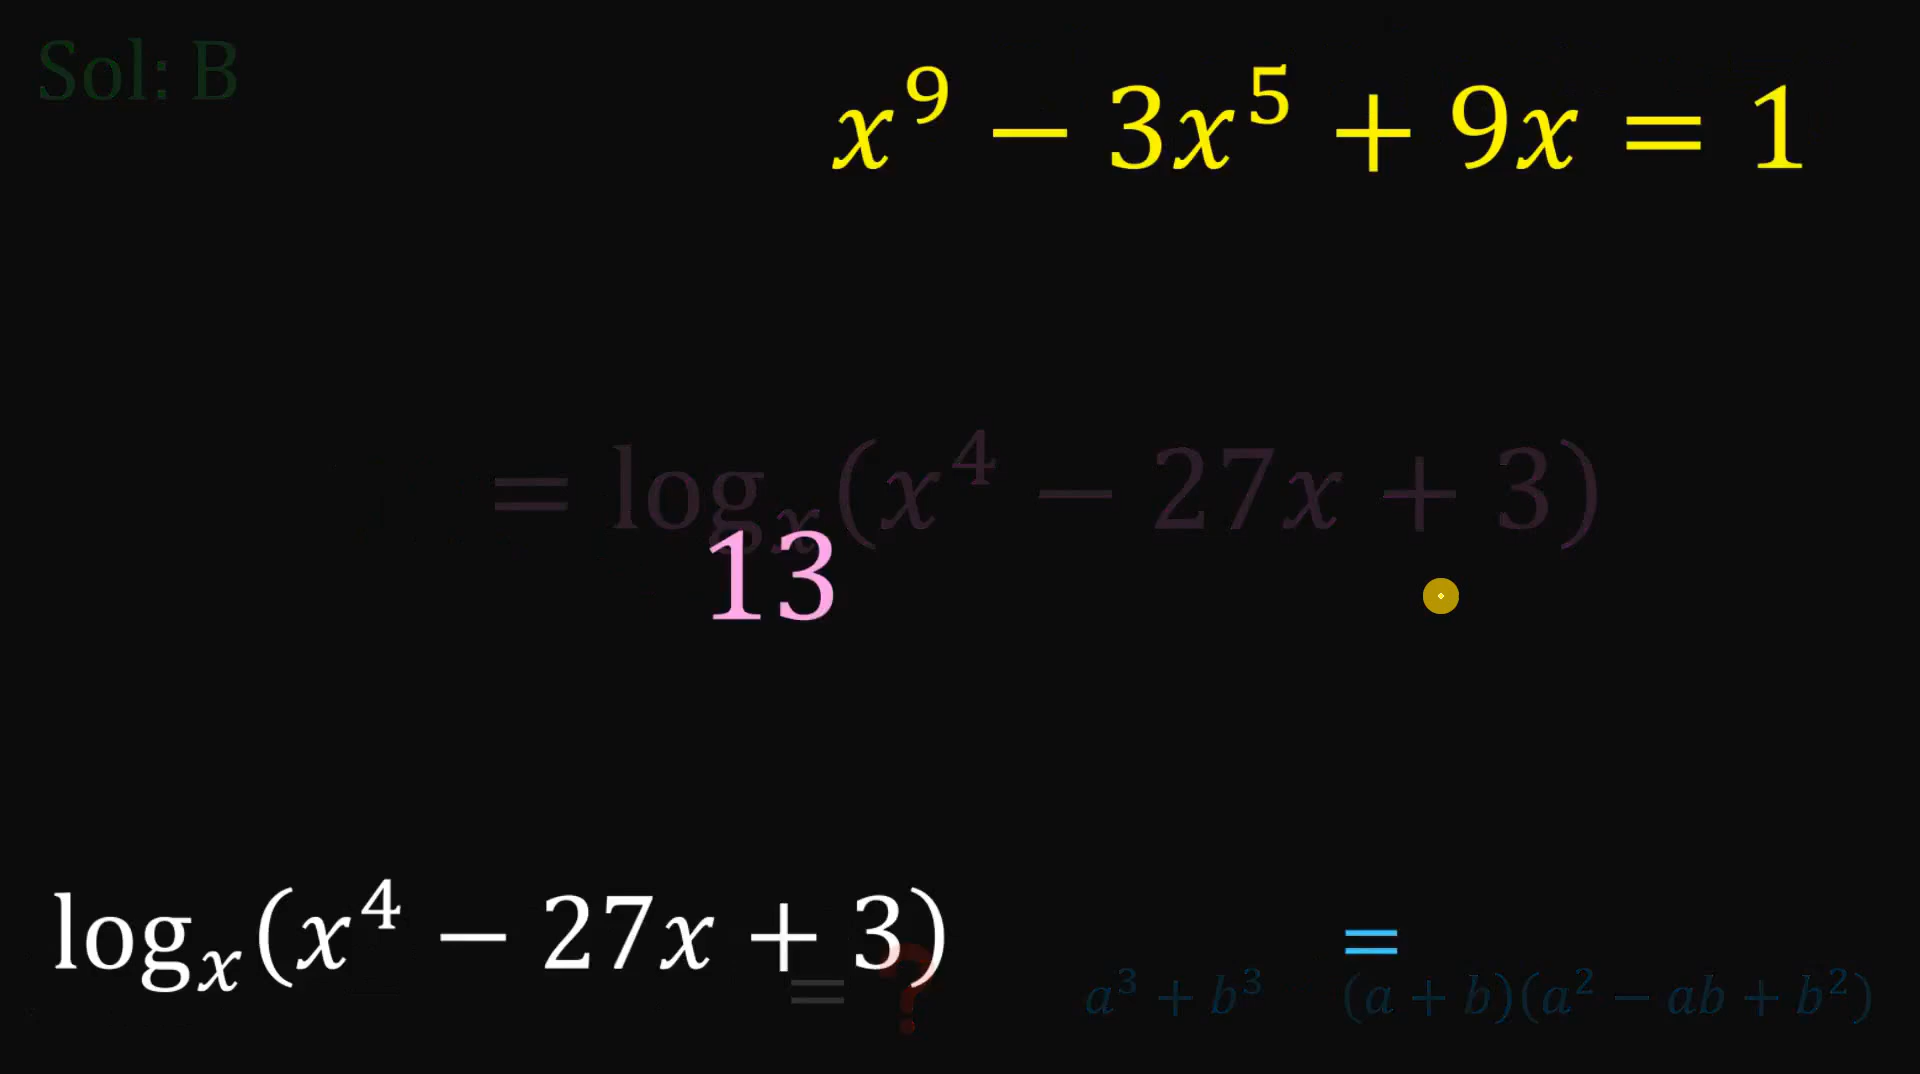 Sol: B
x⁹ − 3x⁵ + 9x = 1
= logₓ(x⁴ − 27x + 3)
13
logₓ(x⁴ − 27x + 3)
= ?
a³ + b³ = (a + b)(a² − ab + b²)